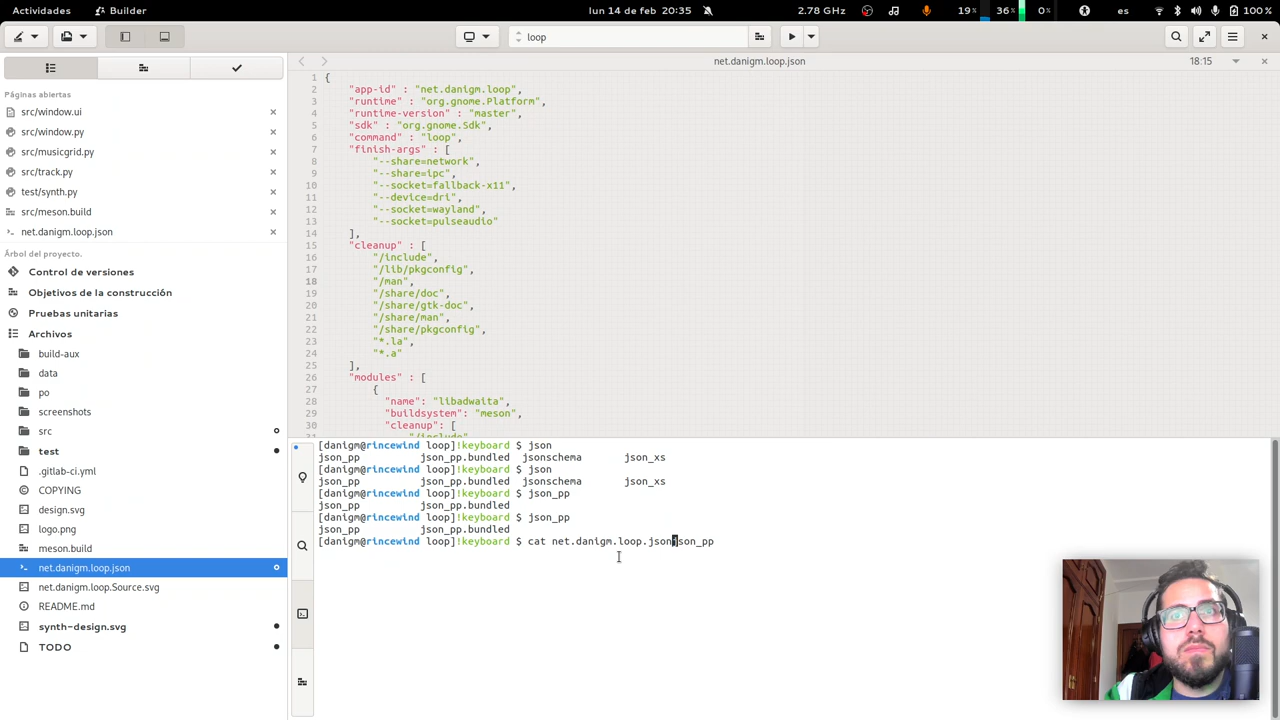 Actividades
Builder
lun 14 de feb 20:35
2.78 GHz
19%
36%
0%
es
100 %
loop
Páginas abiertas
src/window.ui
src/window.py
src/musicgrid.py
src/track.py
test/synth.py
src/meson.build
net.danigm.loop.json
Árbol del proyecto.
Control de versiones
Objetivos de la construcción
Pruebas unitarias
Archivos
build-aux
data
po
screenshots
src
test
.gitlab-ci.yml
COPYING
design.svg
logo.png
meson.build
net.danigm.loop.json
net.danigm.loop.Source.svg
README.md
synth-design.svg
TODO
net.danigm.loop.json
18:15
1 {
2 "app-id" : "net.danigm.loop",
3 "runtime" : "org.gnome.Platform",
4 "runtime-version" : "master",
5 "sdk" : "org.gnome.Sdk",
6 "command" : "loop",
7 "finish-args" : [
8 "--share=network",
9 "--share=ipc",
10 "--socket=fallback-x11",
11 "--device=dri",
12 "--socket=wayland",
13 "--socket=pulseaudio"
14 ],
15 "cleanup" : [
16 "/include",
17 "/lib/pkgconfig",
18 "/man",
19 "/share/doc",
20 "/share/gtk-doc",
21 "/share/man",
22 "/share/pkgconfig",
23 "*.la",
24 "*.a"
25 ],
26 "modules" : [
27 {
28 "name": "libadwaita",
29 "buildsystem": "meson",
30 "cleanup": [
31 "/include",
[danigm@rincewind loop]!keyboard $ json
json_pp json_pp.bundled jsonschema json_xs
[danigm@rincewind loop]!keyboard $ json
json_pp json_pp.bundled jsonschema json_xs
[danigm@rincewind loop]!keyboard $ json_pp
json_pp json_pp.bundled
[danigm@rincewind loop]!keyboard $ json_pp
json_pp json_pp.bundled
[danigm@rincewind loop]!keyboard $ cat net.danigm.loop.jsonjson_pp